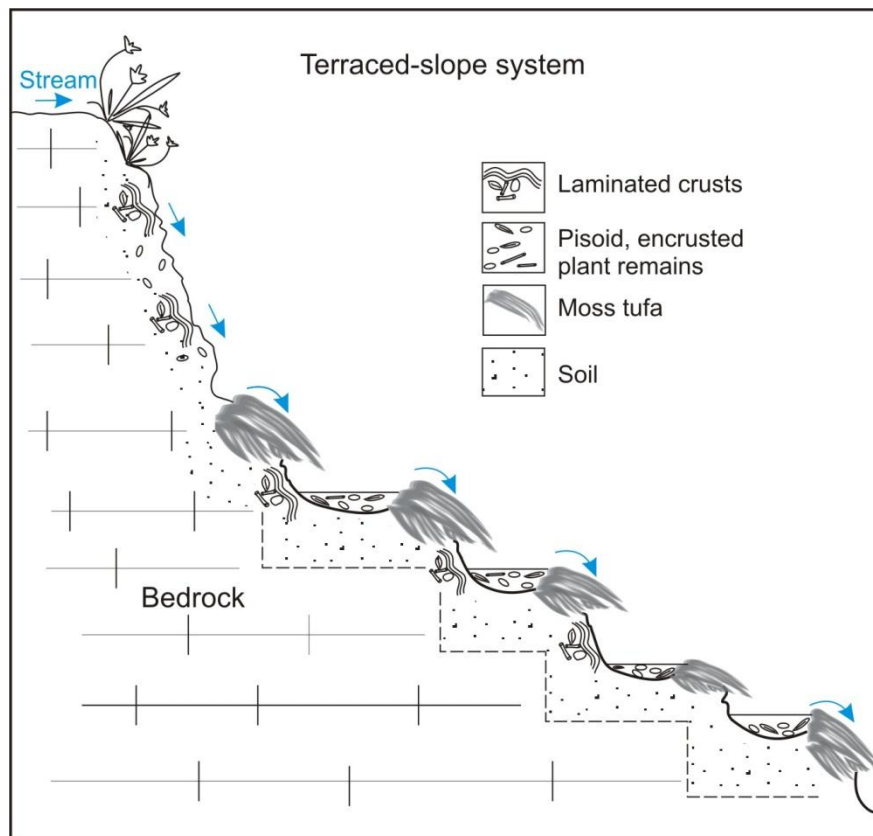 Terraced-slope system
Stream
Laminated crusts
Pisoid, encrusted
plant remains
Moss tufa
Soil
Bedrock